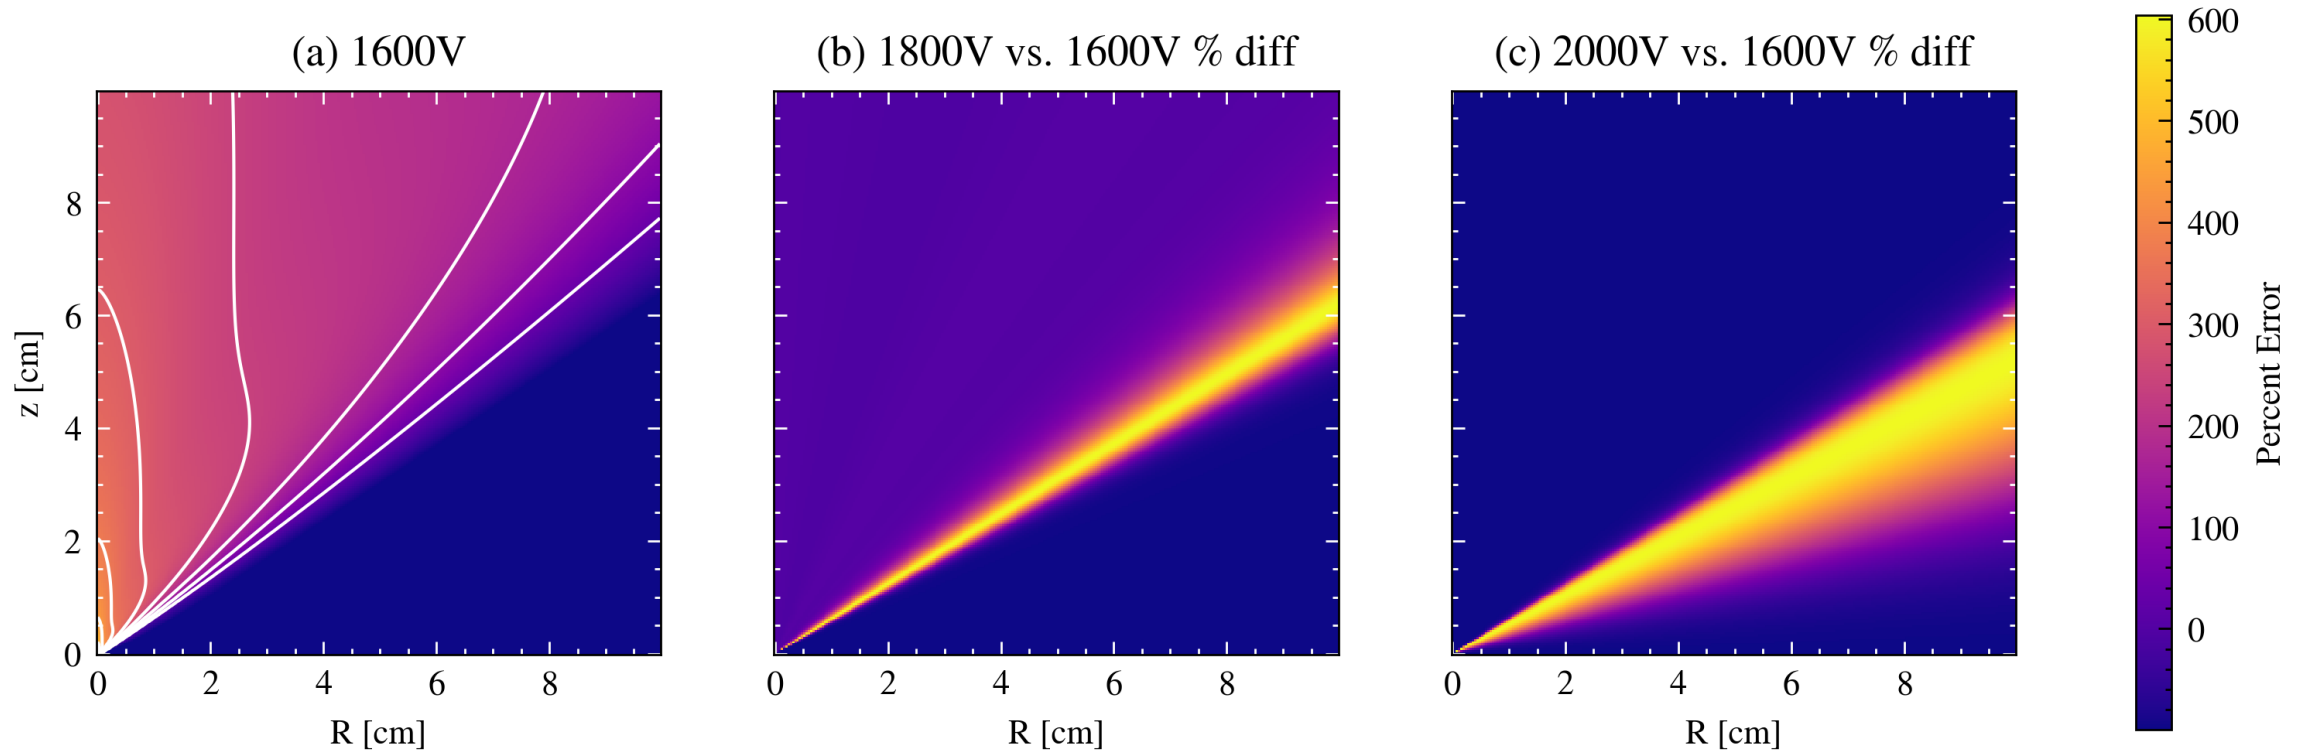 (a) 1600V
(b) 1800V vs. 1600V % diff
(c) 2000V vs. 1600V % diff
z [cm]
8
6
4
2
0
0 2 4 6 8
R [cm]
0 2 4 6 8
R [cm]
0 2 4 6 8
R [cm]
600
500
400
300
200
100
0
Percent Error